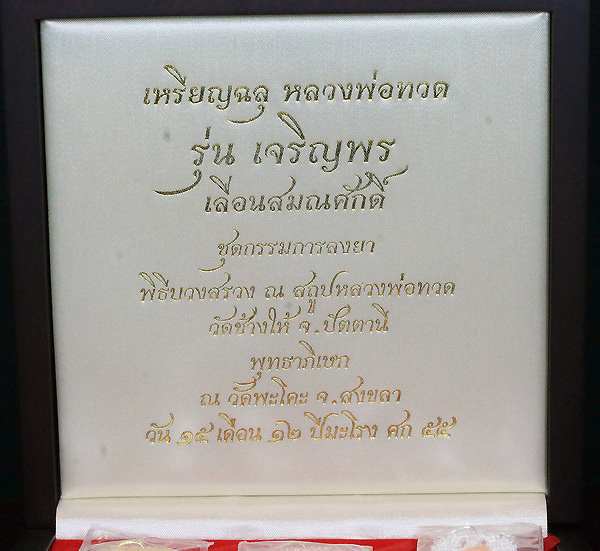 เหรียญฉลุ หลวงพ่อทวด
รุ่น เจริญพร
เลื่อนสมณศักดิ์
ชุดกรรมการลงยา
พิธีบวงสรวง ณ สถูปหลวงพ่อทวด
วัดช้างให้ จ.ปัตตานี
พุทธาภิเษก
ณ วัดพะโคะ จ.สงขลา
วัน ๑๕ เดือน ๑๒ ปีมะโรง ศก ๕๕